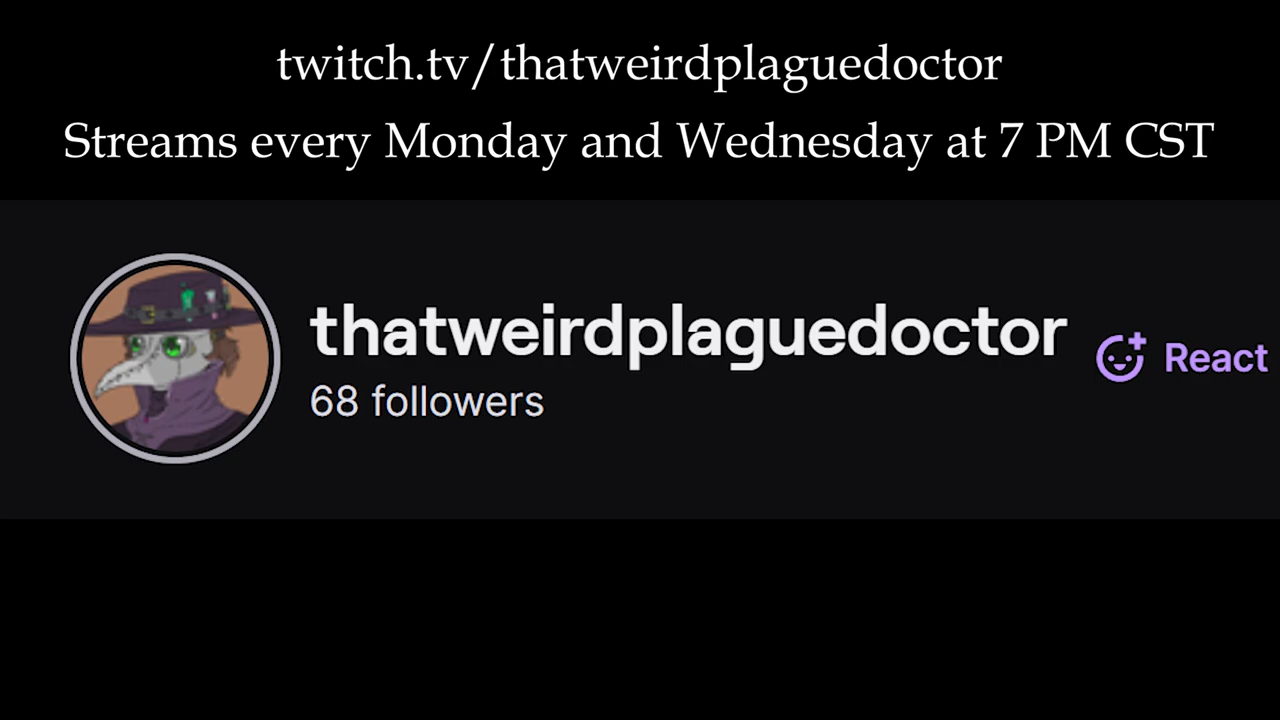 twitch.tv/thatweirdplaguedoctor
Streams every Monday and Wednesday at 7 PM CST
thatweirdplaguedoctor
React
68 followers